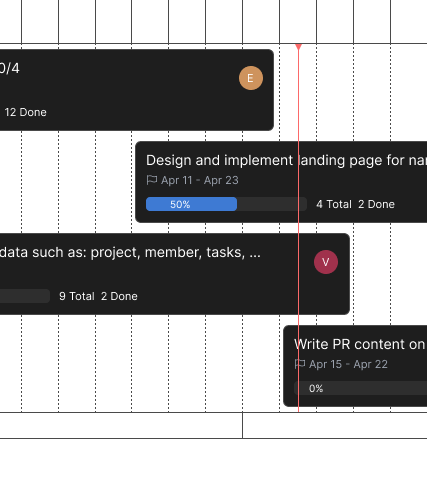 0/4
E
12 Done
Design and implement landing page for
Apr 11 - Apr 23
50%
4 Total 2 Done
data such as: project, member, tasks, ...
V
9 Total 2 Done
Write PR content on
Apr 15 - Apr 22
0%